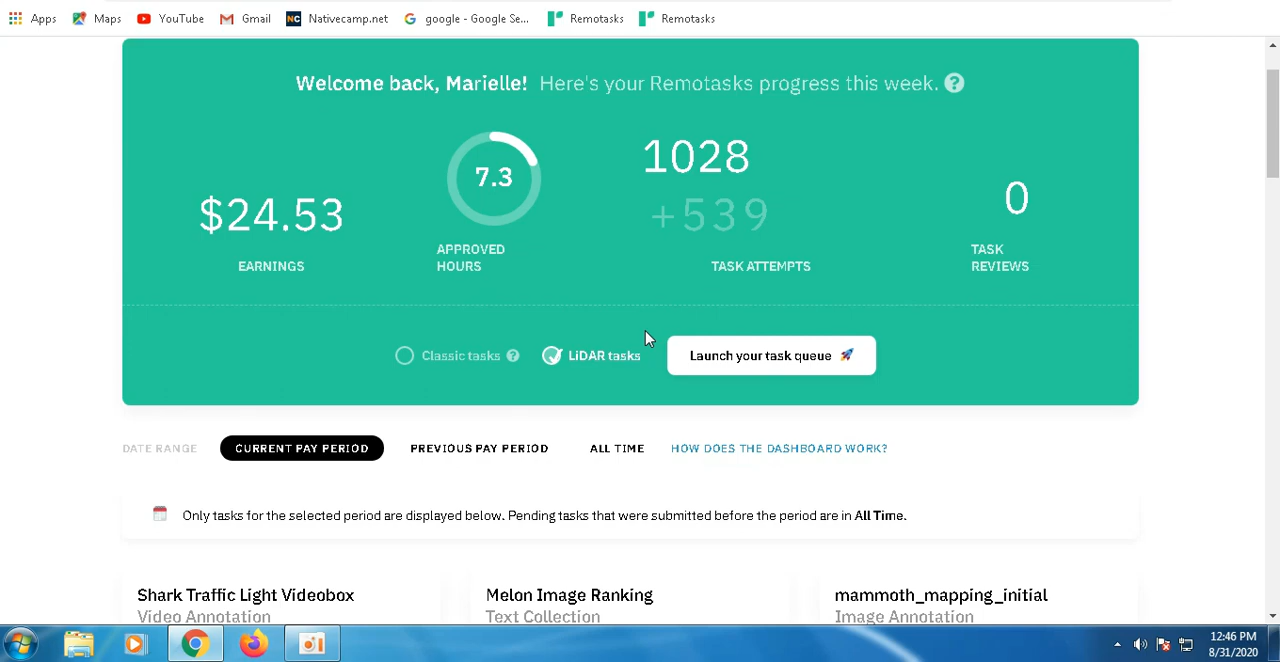 Apps Maps YouTube Gmail Nativecamp.net google - Google Se... Remotasks Remotasks
Welcome back, Marielle! Here's your Remotasks progress this week. ?
$24.53
EARNINGS
7.3
APPROVED
HOURS
1028
+539
TASK ATTEMPTS
0
TASK
REVIEWS
Classic tasks ? LiDAR tasks Launch your task queue
DATE RANGE CURRENT PAY PERIOD PREVIOUS PAY PERIOD ALL TIME HOW DOES THE DASHBOARD WORK?
Only tasks for the selected period are displayed below. Pending tasks that were submitted before the period are in All Time.
Shark Traffic Light Videobox
Video Annotation
Melon Image Ranking
Text Collection
mammoth_mapping_initial
Image Annotation
12:46 PM
8/31/2020